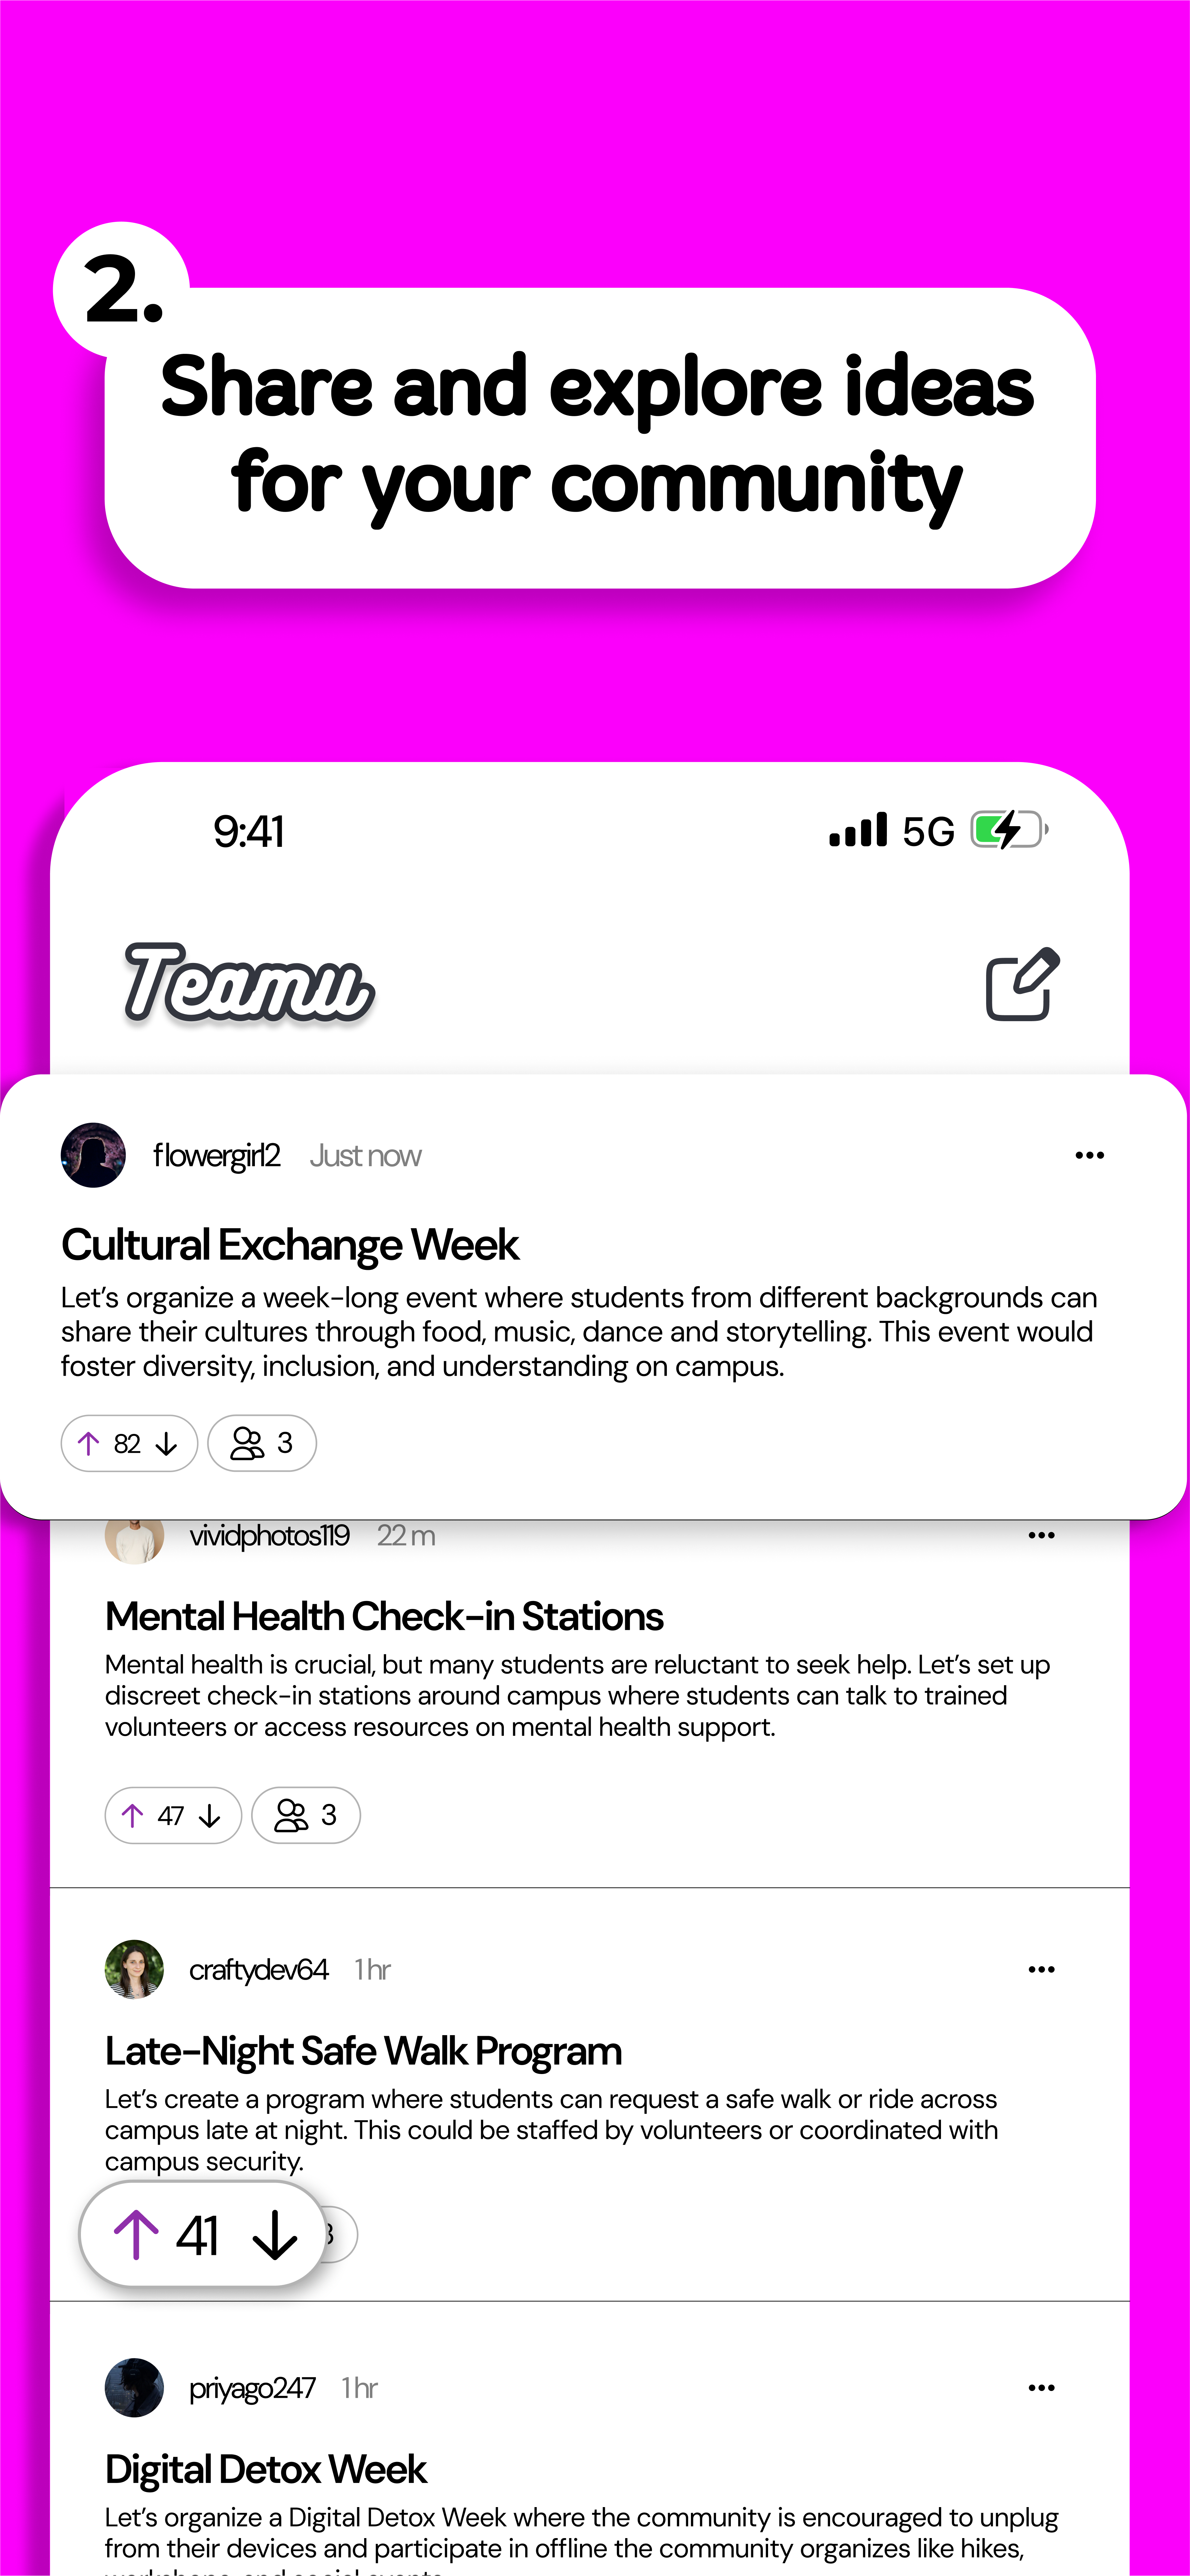 2.
Share and explore ideas
for your community
9:41
5G
Teamu
flowergirl2 Just now
Cultural Exchange Week
Let’s organize a week-long event where students from different backgrounds can
share their cultures through food, music, dance and storytelling. This event would
foster diversity, inclusion, and understanding on campus.
82 3
vividphotos119 22 m
Mental Health Check-in Stations
Mental health is crucial, but many students are reluctant to seek help. Let’s set up
discreet check-in stations around campus where students can talk to trained
volunteers or access resources on mental health support.
47 3
craftydev64 1 hr
Late-Night Safe Walk Program
Let’s create a program where students can request a safe walk or ride across
campus late at night. This could be staffed by volunteers or coordinated with
campus security.
41
priyago247 1 hr
Digital Detox Week
Let’s organize a Digital Detox Week where the community is encouraged to unplug
from their devices and participate in offline the community organizes like hikes,